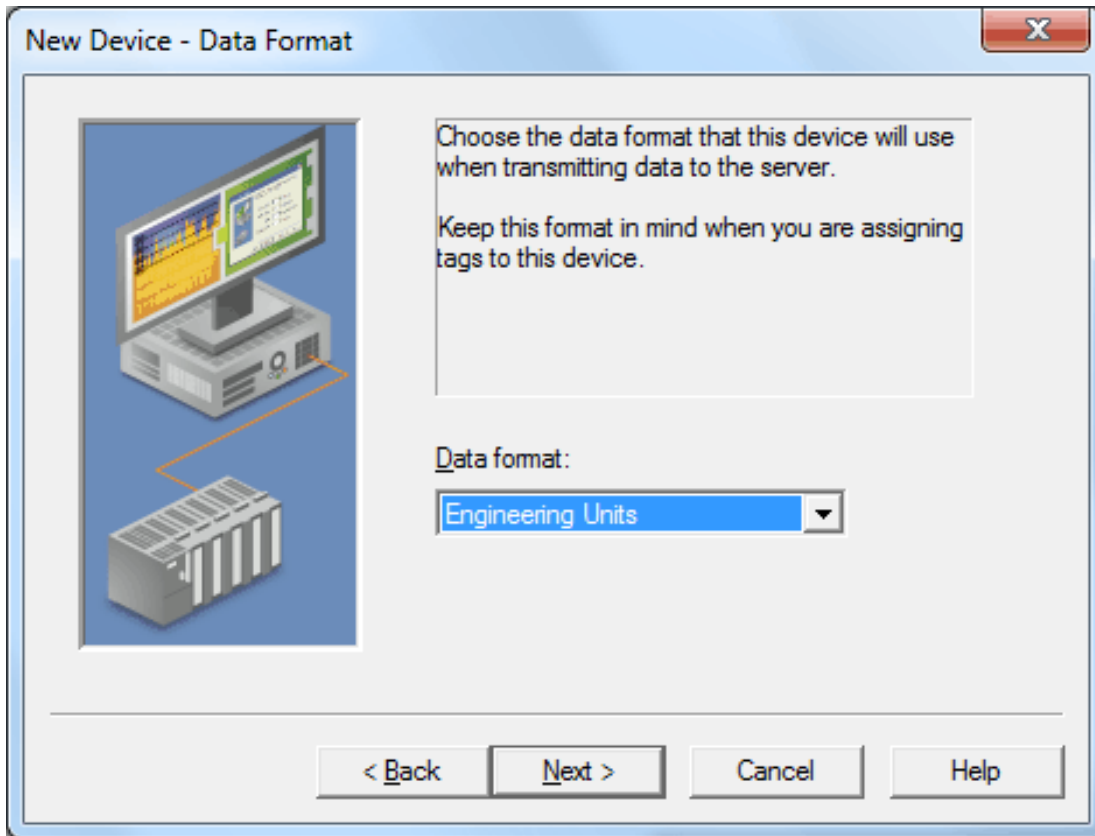 New Device - Data Format
Choose the data format that this device will use
when transmitting data to the server.
Keep this format in mind when you are assigning
tags to this device.
Data format:
Engineering Units
< Back
Next >
Cancel
Help